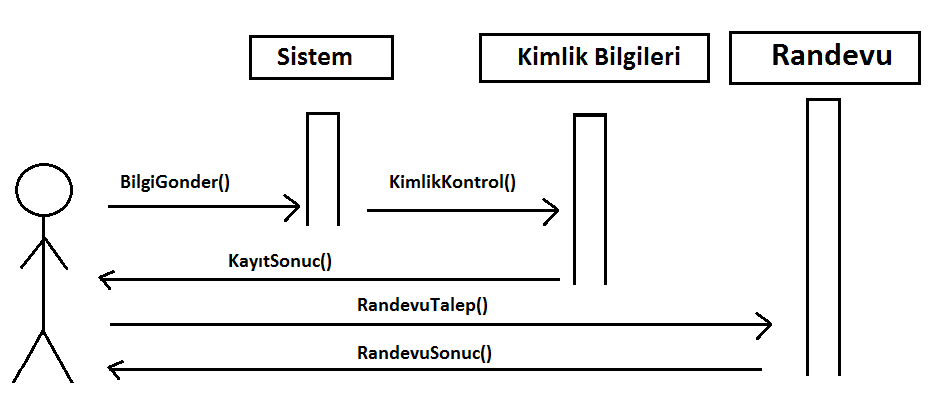 Sistem
Kimlik Bilgileri
Randevu
BilgiGonder()
KimlikKontrol()
KayıtSonuc()
RandevuTalep()
RandevuSonuc()